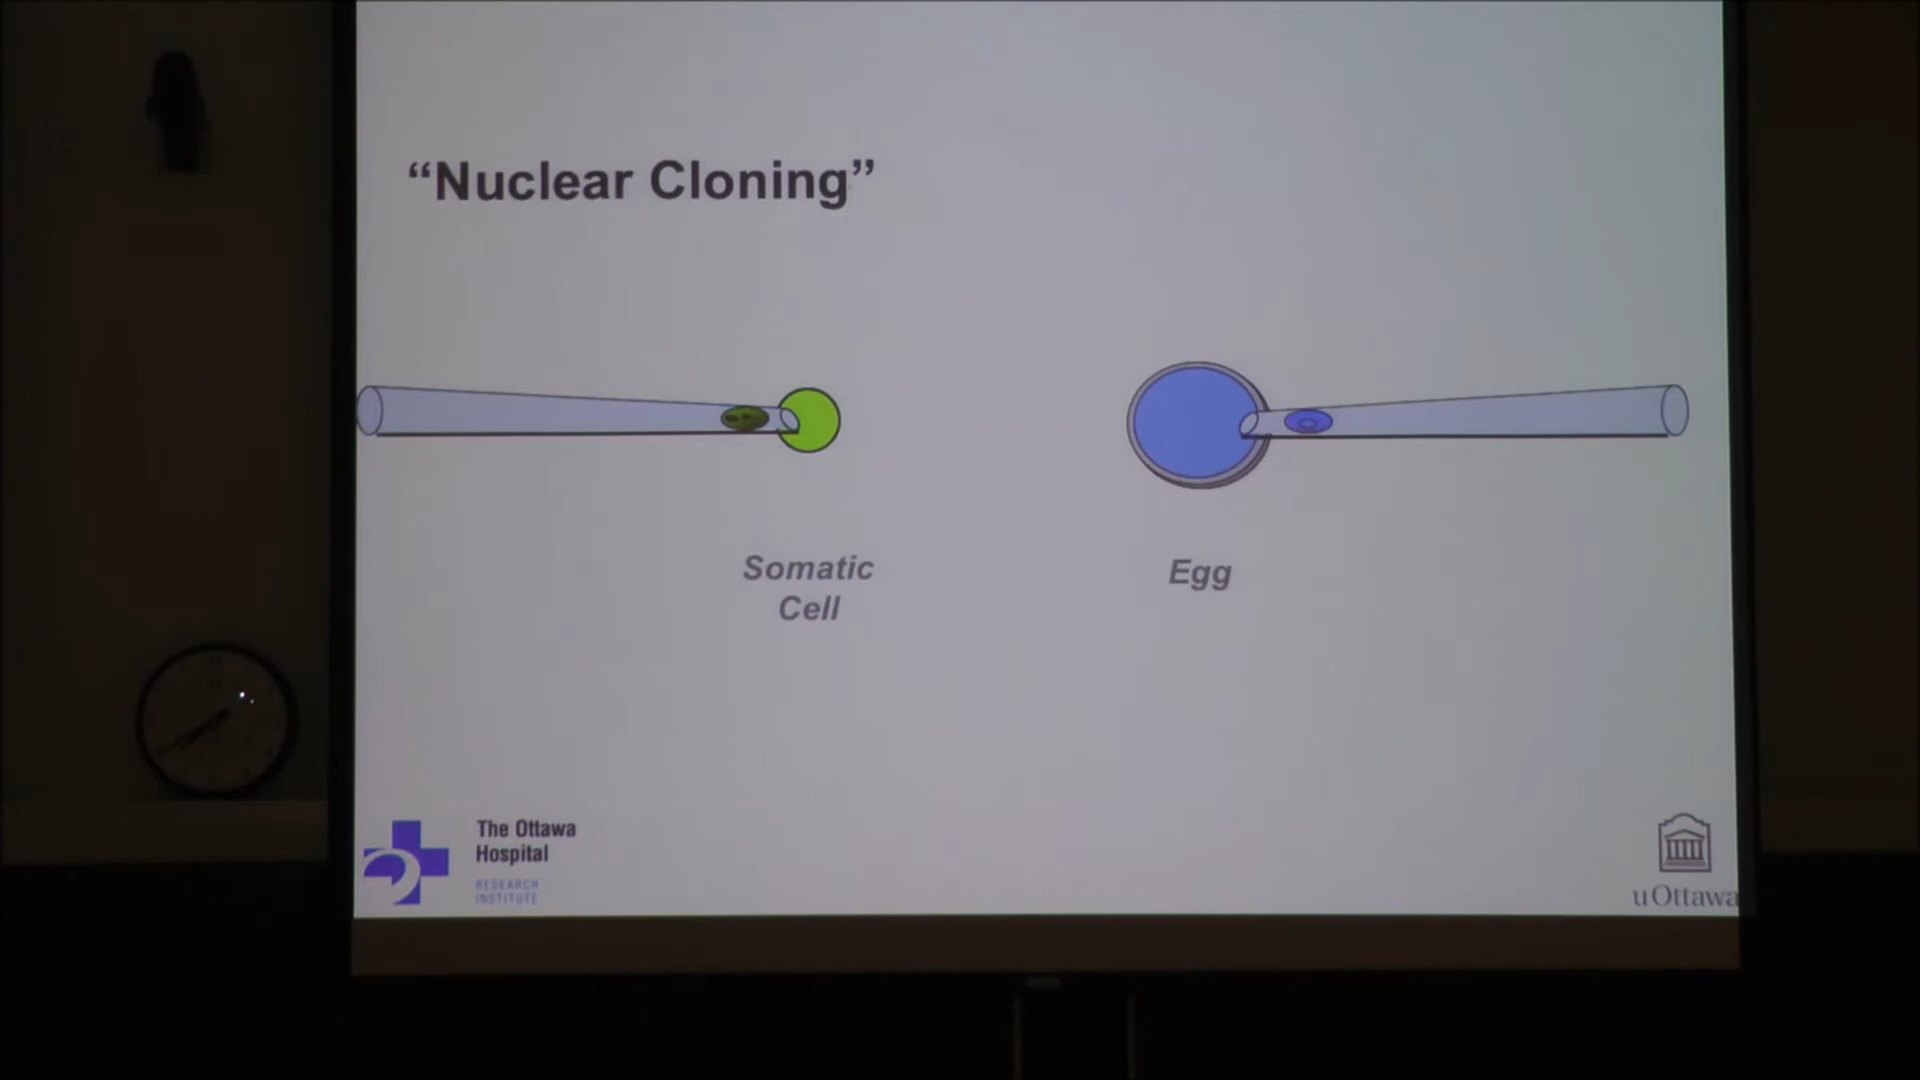 “Nuclear Cloning”
Somatic
Cell
Egg
The Ottawa
Hospital
RESEARCH
INSTITUTE
uOttawa